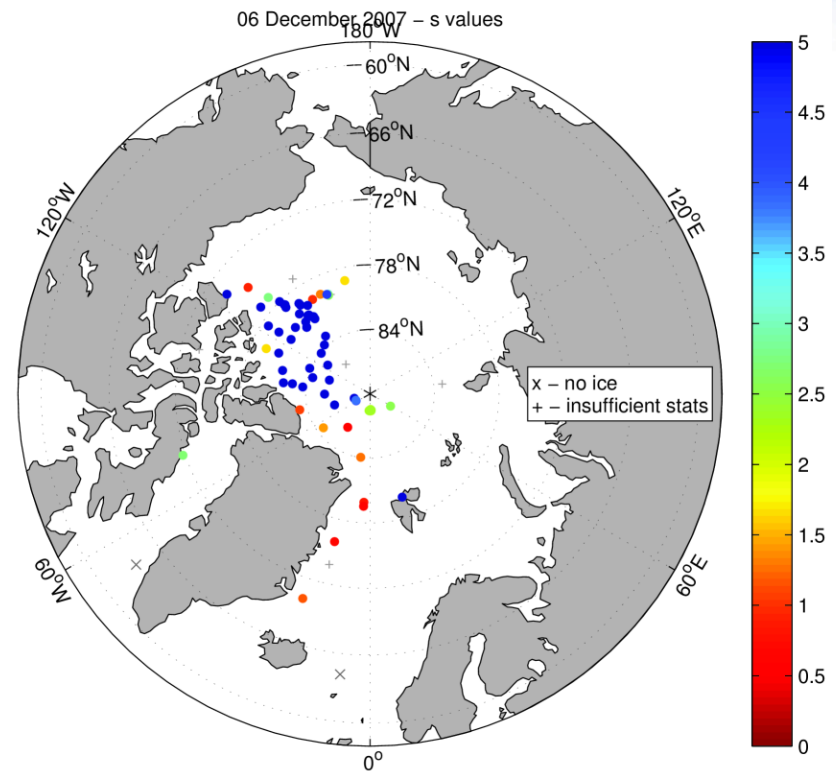 06 December 2007 – s values
180°W
60°N
66°N
72°N
78°N
84°N
120°W
120°E
60°W
60°E
0°
x – no ice
+ – insufficient stats
5
4.5
4
3.5
3
2.5
2
1.5
1
0.5
0